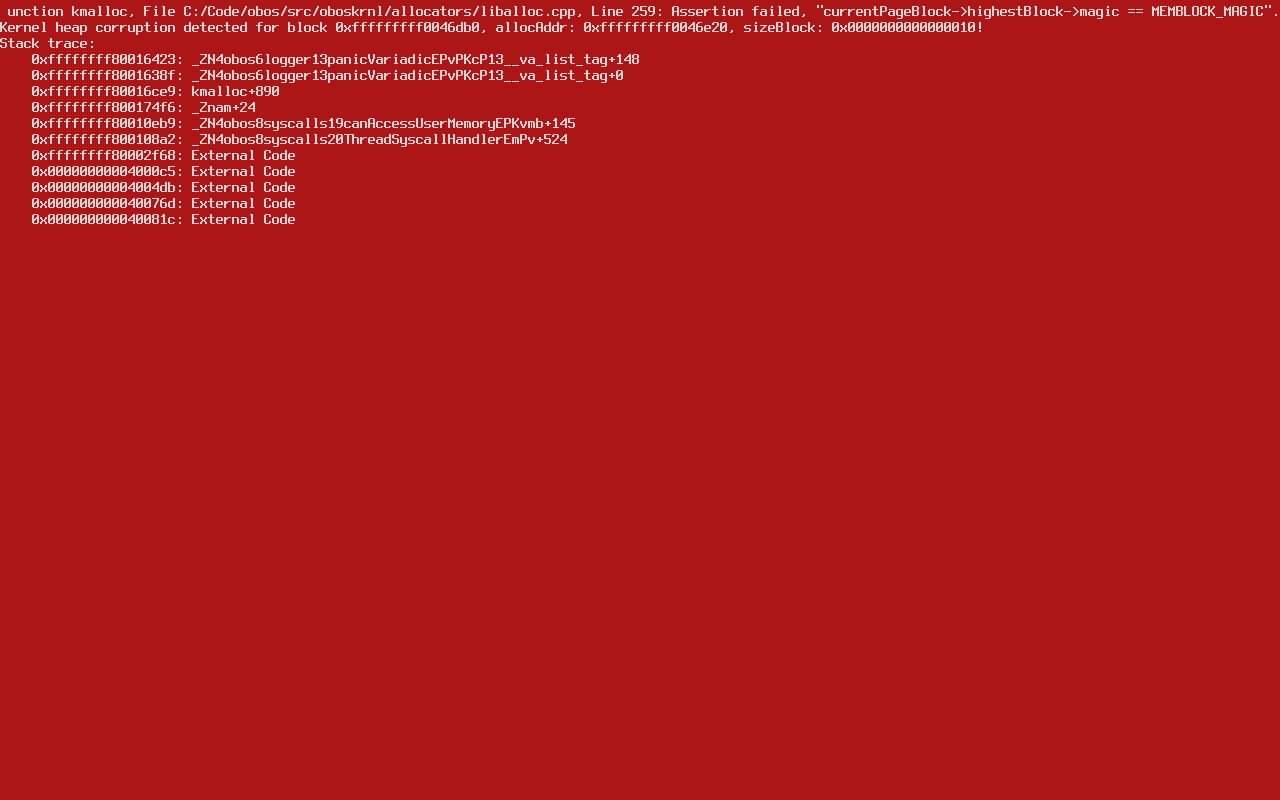 unction kmalloc, File C:/Code/obos/src/oboskrnl/allocators/liballoc.cpp, Line 259: Assertion failed, "currentPageBlock->highestBlock->magic == MEMBLOCK_MAGIC".
Kernel heap corruption detected for block 0xfffffffff0046db0, allocAddr: 0xfffffffff0046e20, sizeBlock: 0x0000000000000010!
Stack trace:
    0xffffffff80016423: _ZN4obos6logger13panicVariadicEPvPKcP13__va_list_tag+148
    0xffffffff8001638f: _ZN4obos6logger13panicVariadicEPvPKcP13__va_list_tag+0
    0xffffffff80016ce9: kmalloc+890
    0xffffffff800174f6: _Znam+24
    0xffffffff80010eb9: _ZN4obos8syscalls19canAccessUserMemoryEPKvmb+145
    0xffffffff800108a2: _ZN4obos8syscalls20ThreadSyscallHandlerEmPv+524
    0xffffffff80002f68: External Code
    0x00000000004000c5: External Code
    0x00000000004004db: External Code
    0x000000000040076d: External Code
    0x000000000040081c: External Code